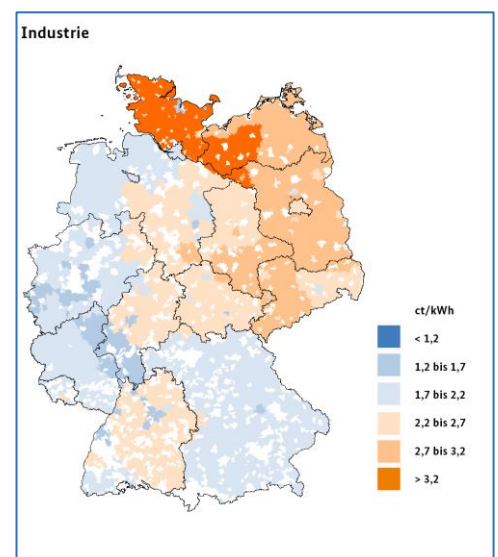 Industrie
ct/kWh
< 1,2
1,2 bis 1,7
1,7 bis 2,2
2,2 bis 2,7
2,7 bis 3,2
> 3,2